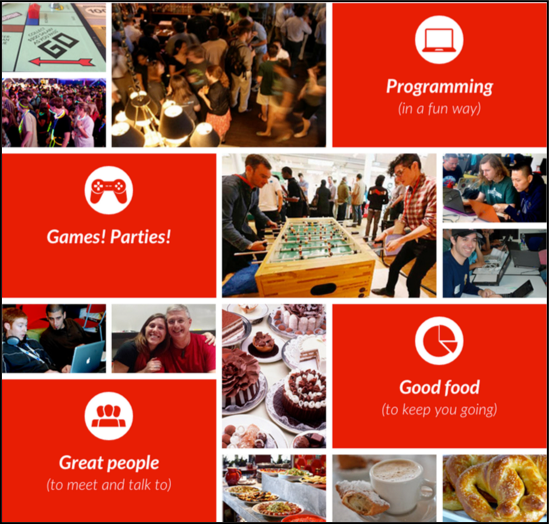 GO
Programming
(in a fun way)
Games! Parties!
Good food
(to keep you going)
Great people
(to meet and talk to)